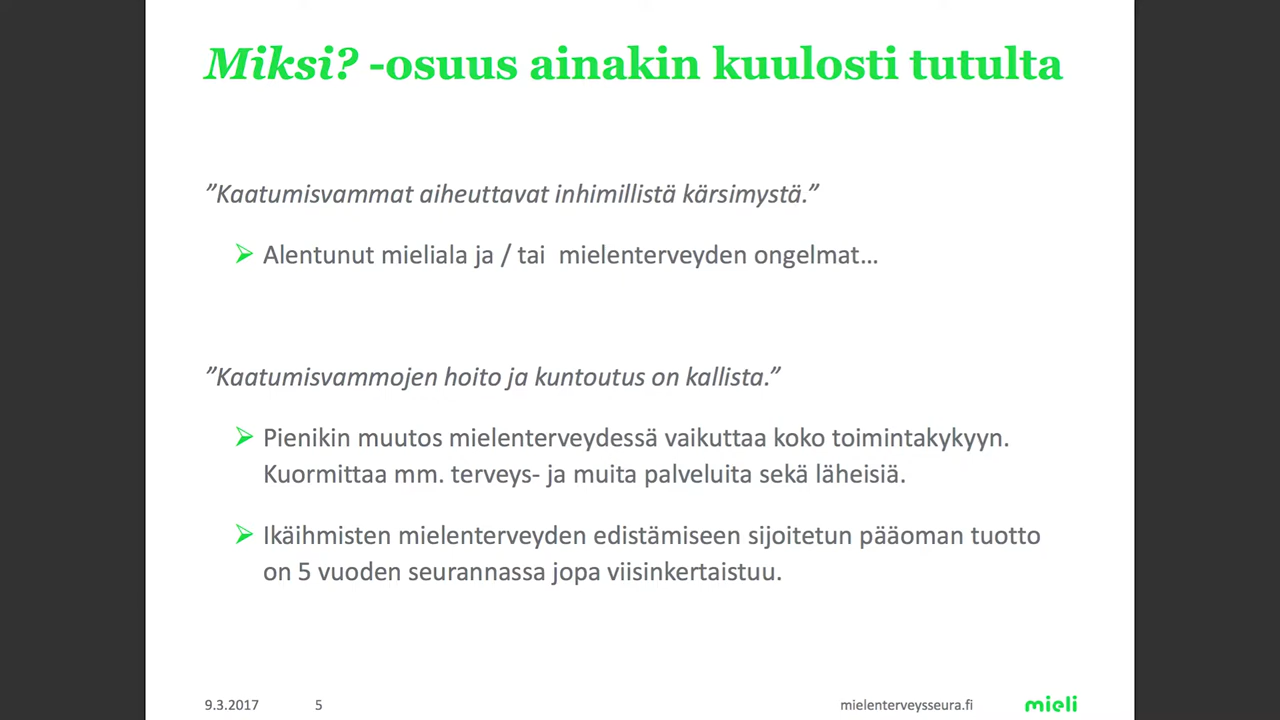 Miksi? -osuus ainakin kuulosti tutulta
”Kaatumisvammat aiheuttavat inhimillistä kärsimystä.”
Alentunut mieliala ja / tai mielenterveyden ongelmat…
”Kaatumisvammojen hoito ja kuntoutus on kallista.”
Pienikin muutos mielenterveydessä vaikuttaa koko toimintakykyyn.
Kuormittaa mm. terveys- ja muita palveluita sekä läheisiä.
Ikäihmisten mielenterveyden edistämiseen sijoitetun pääoman tuotto
on 5 vuoden seurannassa jopa viisinkertaistuu.
9.3.2017 5 mielenterveysseura.fi mieli